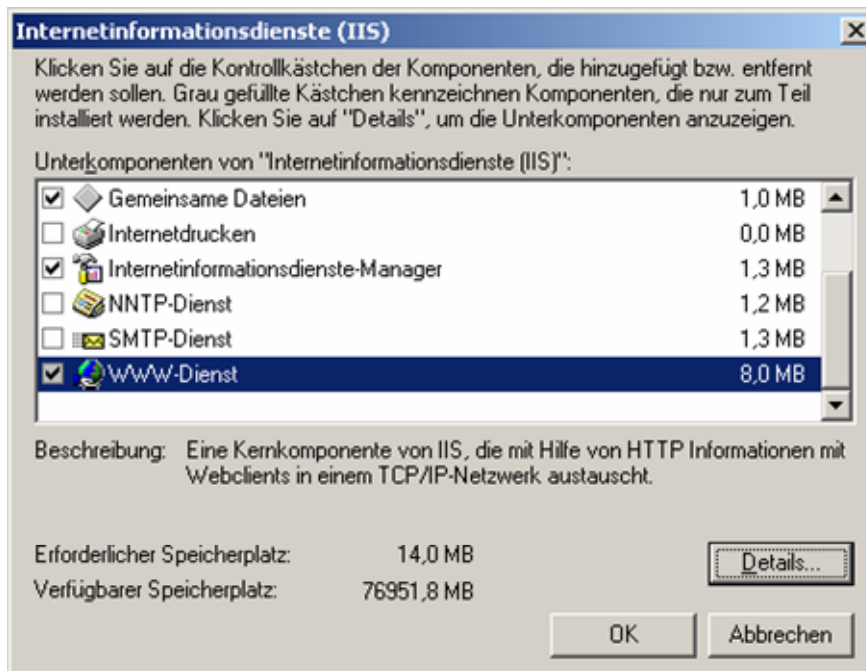 Internetinformationsdienste (IIS)
Klicken Sie auf die Kontrollkästchen der Komponenten, die hinzugefügt bzw. entfernt
werden sollen. Grau gefüllte Kästchen kennzeichnen Komponenten, die nur zum Teil
installiert werden. Klicken Sie auf "Details", um die Unterkomponenten anzuzeigen.
Unterkomponenten von "Internetinformationsdienste (IIS)":
Gemeinsame Dateien 1,0 MB
Internetdrucken 0,0 MB
Internetinformationsdienste-Manager 1,3 MB
NNTP-Dienst 1,2 MB
SMTP-Dienst 1,3 MB
WWW-Dienst 8,0 MB
Beschreibung: Eine Kernkomponente von IIS, die mit Hilfe von HTTP Informationen mit
Webclients in einem TCP/IP-Netzwerk austauscht.
Erforderlicher Speicherplatz: 14,0 MB
Details...
Verfügbarer Speicherplatz: 76951,8 MB
OK Abbrechen